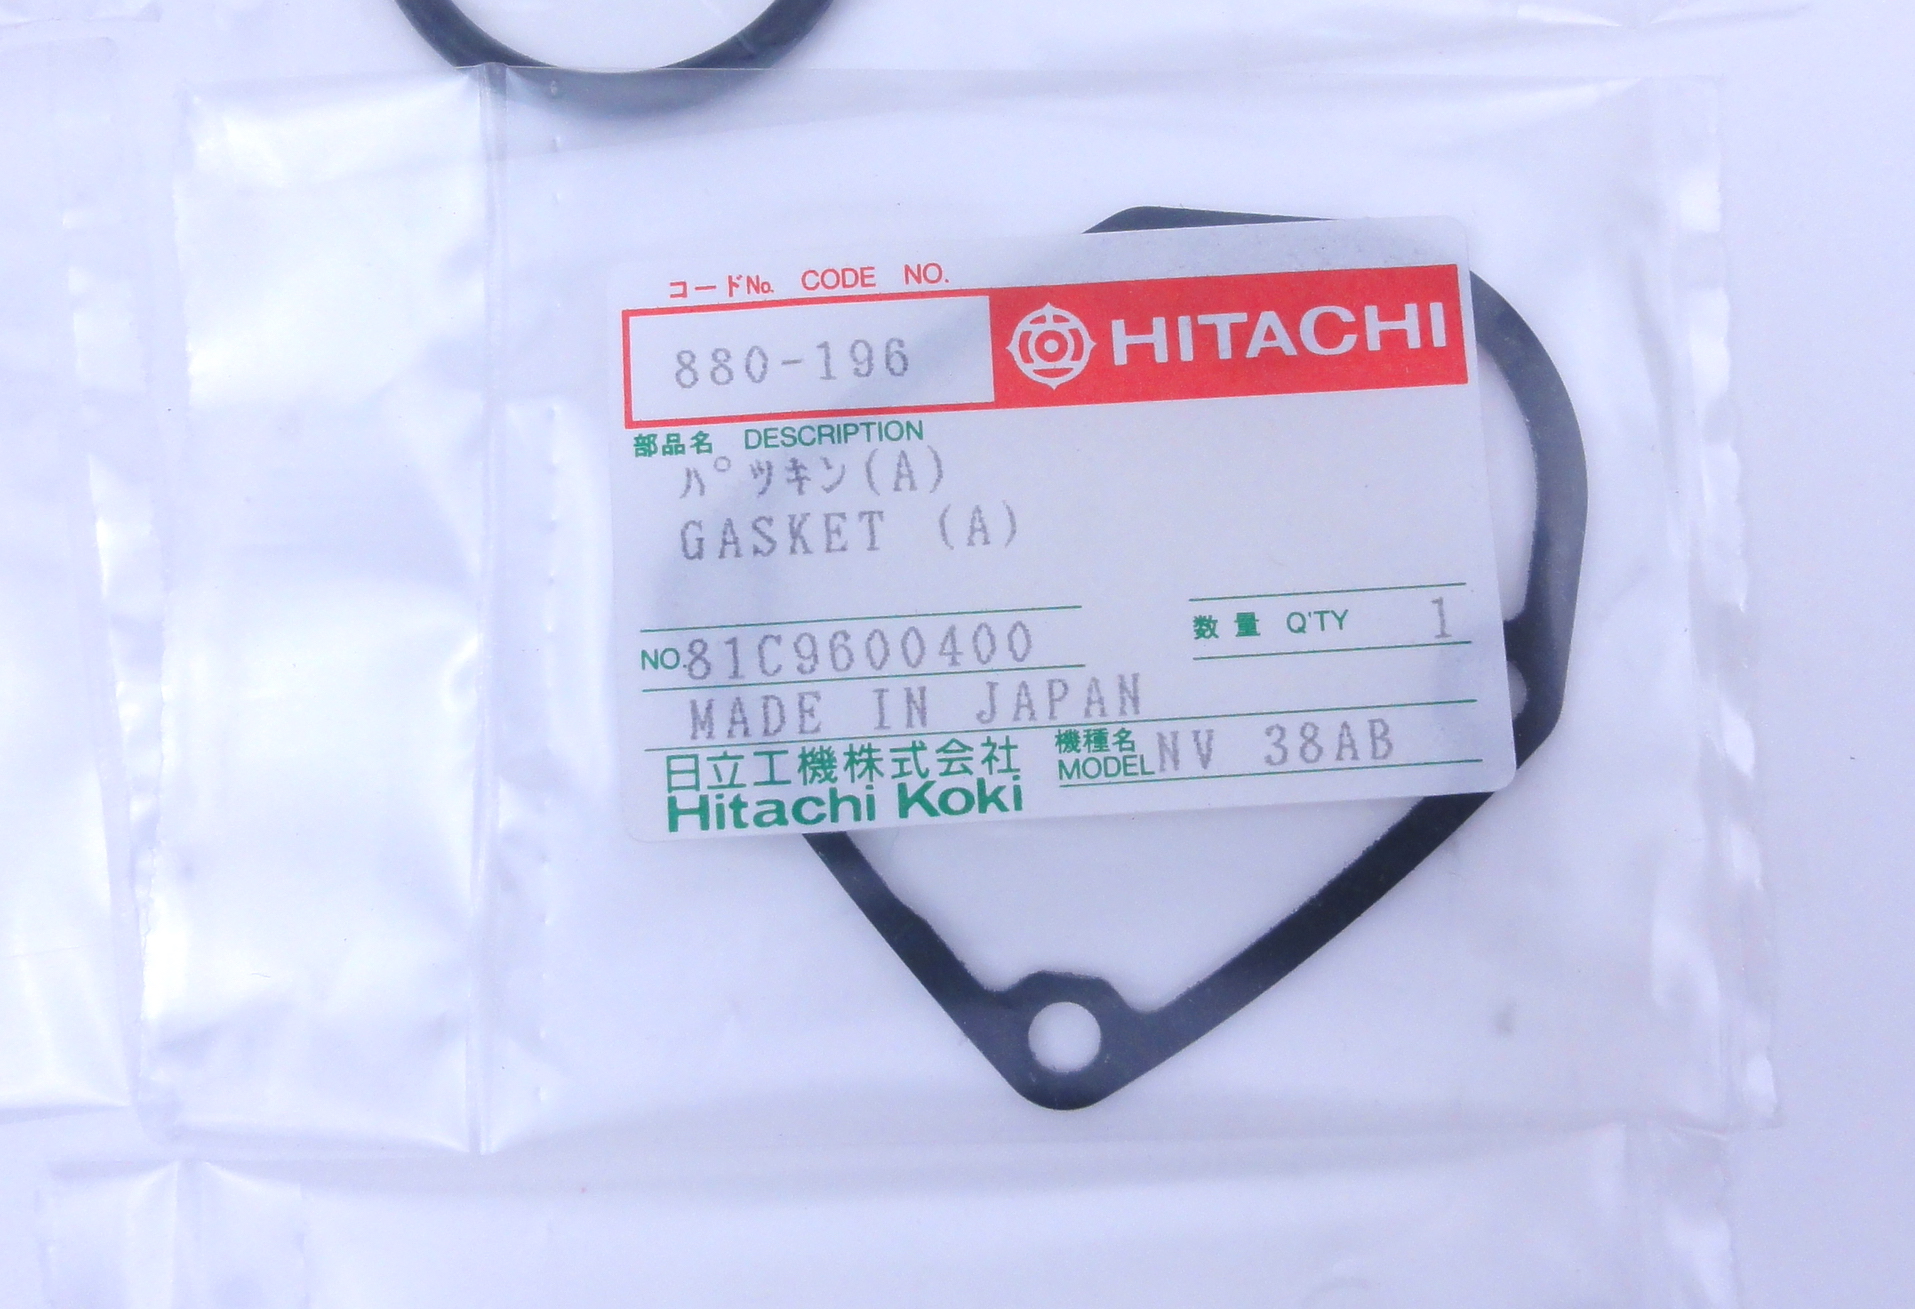 コードNo. CODE NO.
880-196 HITACHI
部品名 DESCRIPTION
パツキン(A)
GASKET (A)
NO.81C9600400 数量 Q'TY 1
MADE IN JAPAN
日立工機株式会社 機種名
Hitachi Koki MODEL NV 38AB